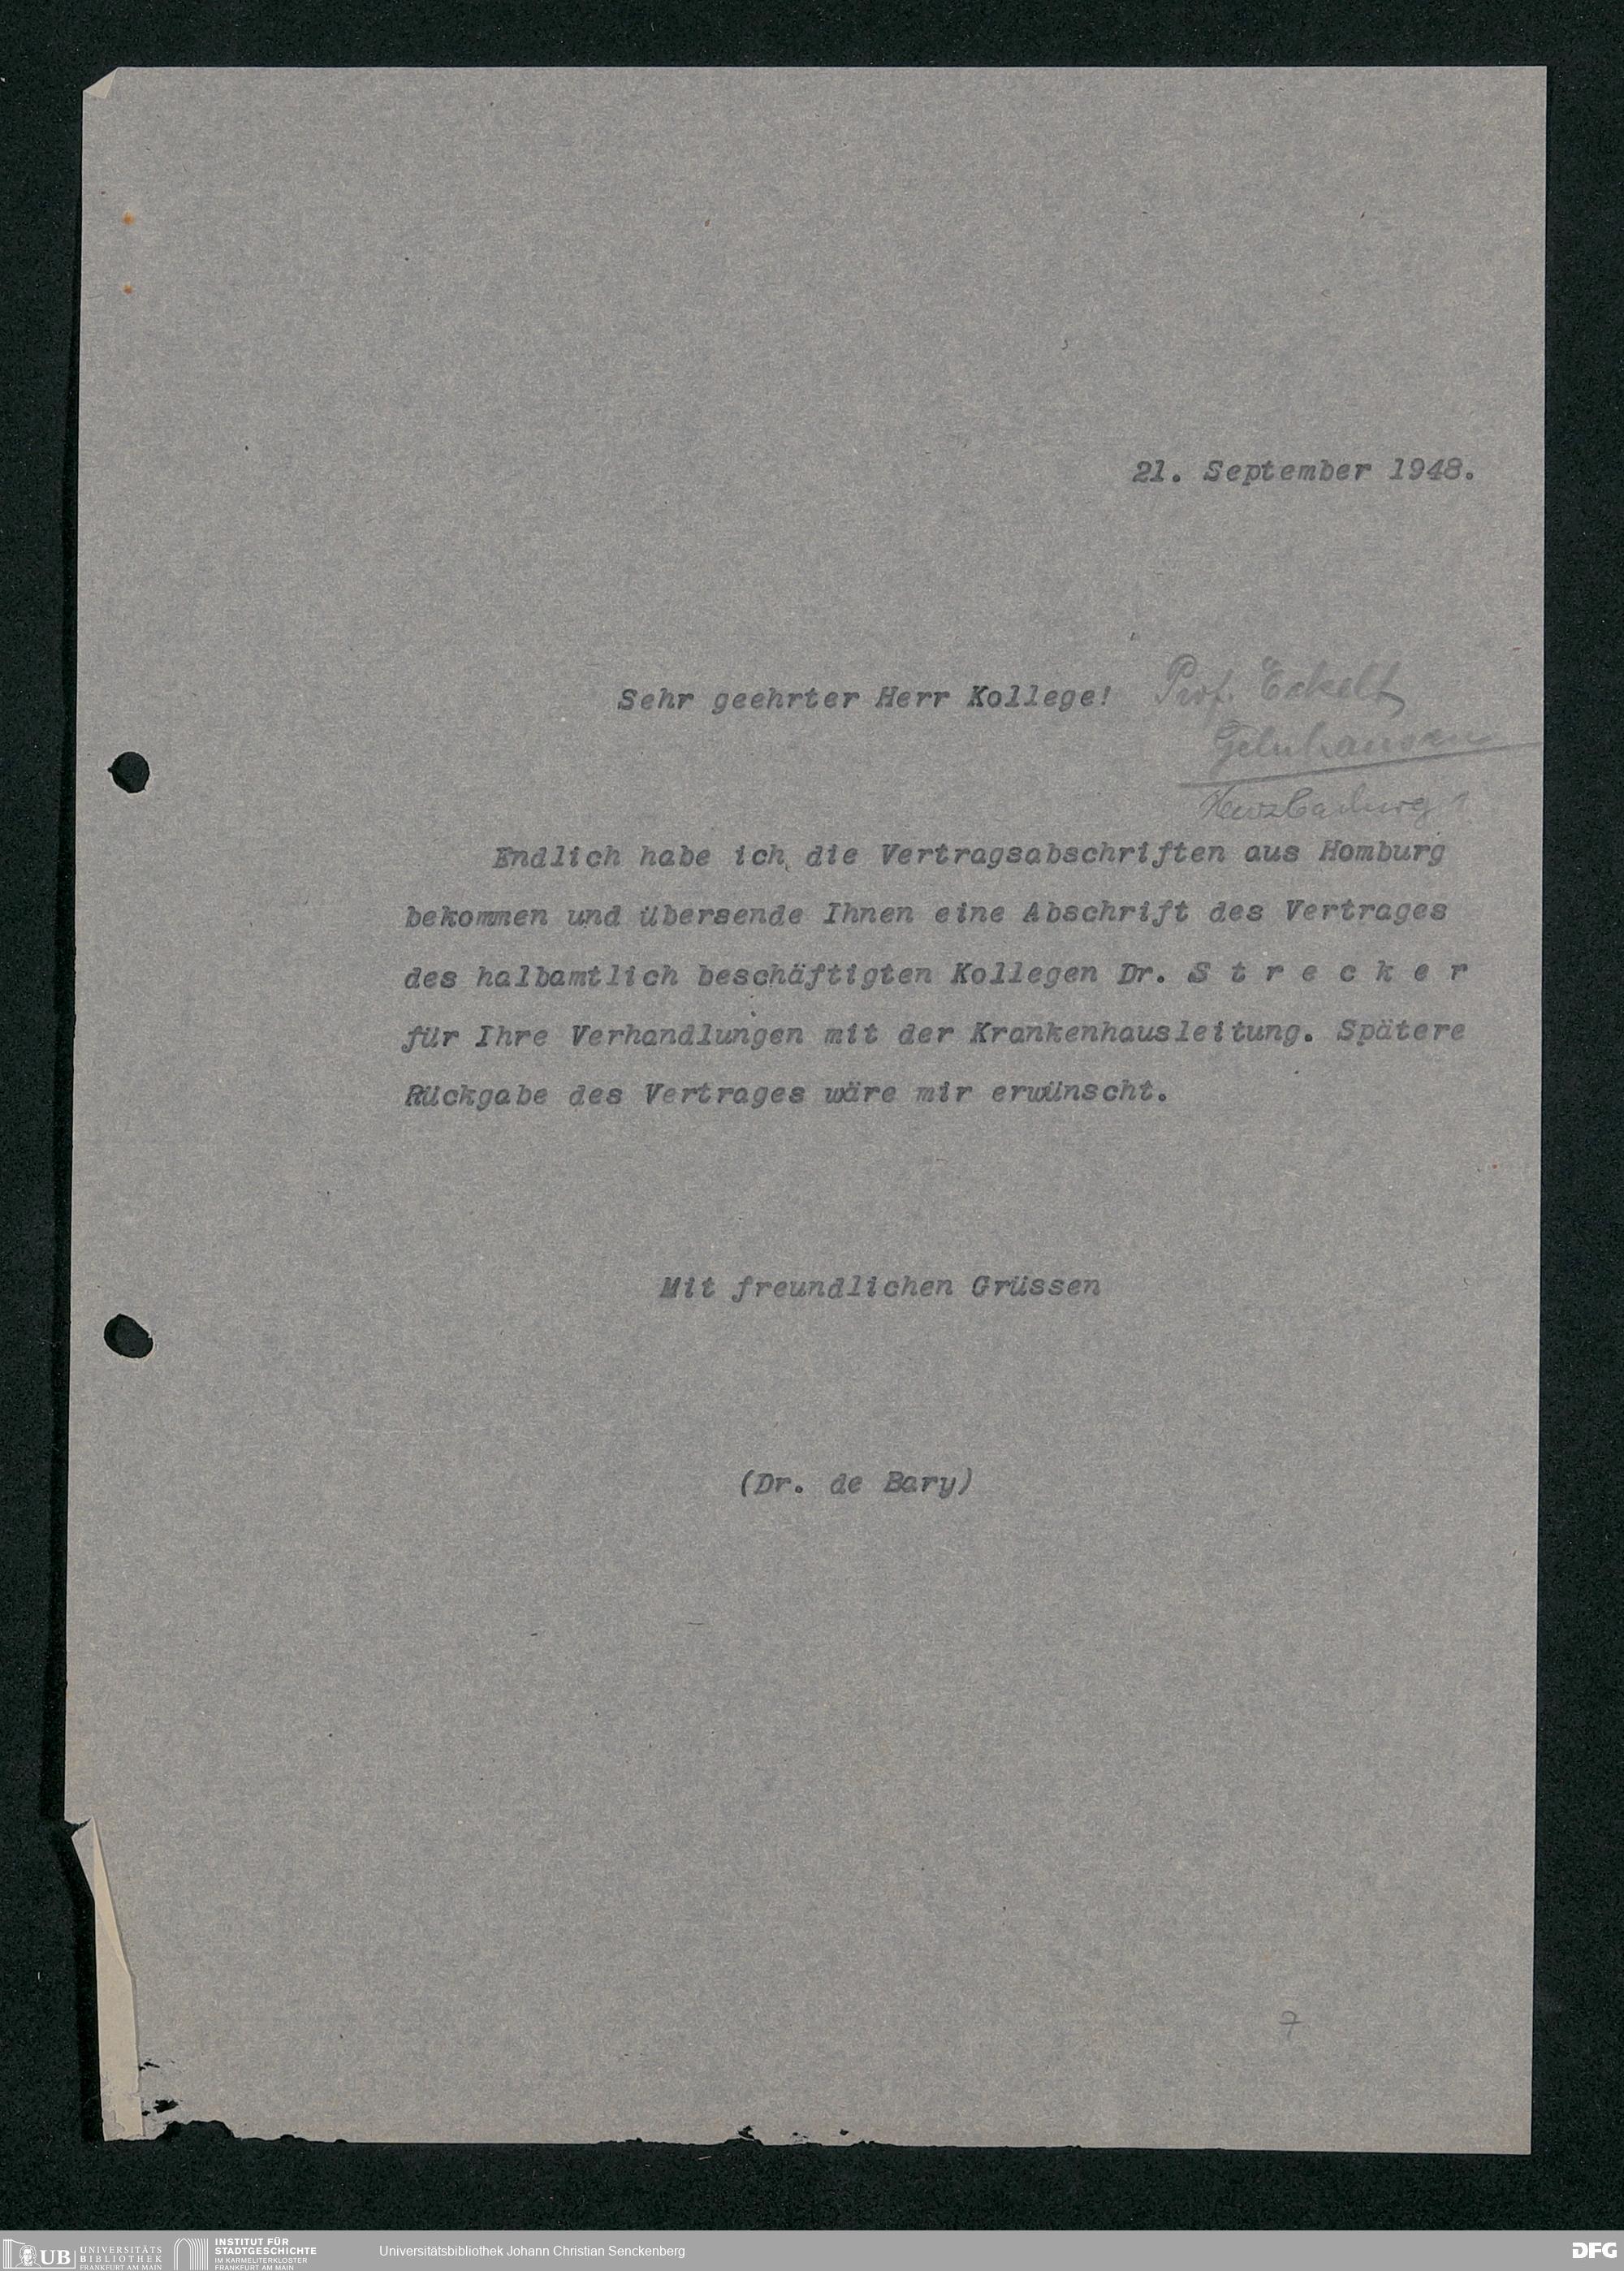 21. September 1948.
Sehr geehrter Herr Kollege! Prof. Eckelt
Gelnhausen
Endlich habe ich die Vertragsabschriften aus Homburg
bekommen und übersende Ihnen eine Abschrift des Vertrages
des halbamtlich beschäftigten Kollegen Dr. S t r e c k e r
für Ihre Verhandlungen mit der Krankenhausleitung. Spätere
Rückgabe des Vertrages wäre mir erwünscht.
Mit freundlichen Grüssen
(Dr. de Bary)
7
UB UNIVERSITÄTS
BIBLIOTHEK
FRANKFURT AM MAIN
INSTITUT FÜR
STADTGESCHICHTE
IM KARMELITERKLOSTER
FRANKFURT AM MAIN
Universitätsbibliothek Johann Christian Senckenberg
DFG